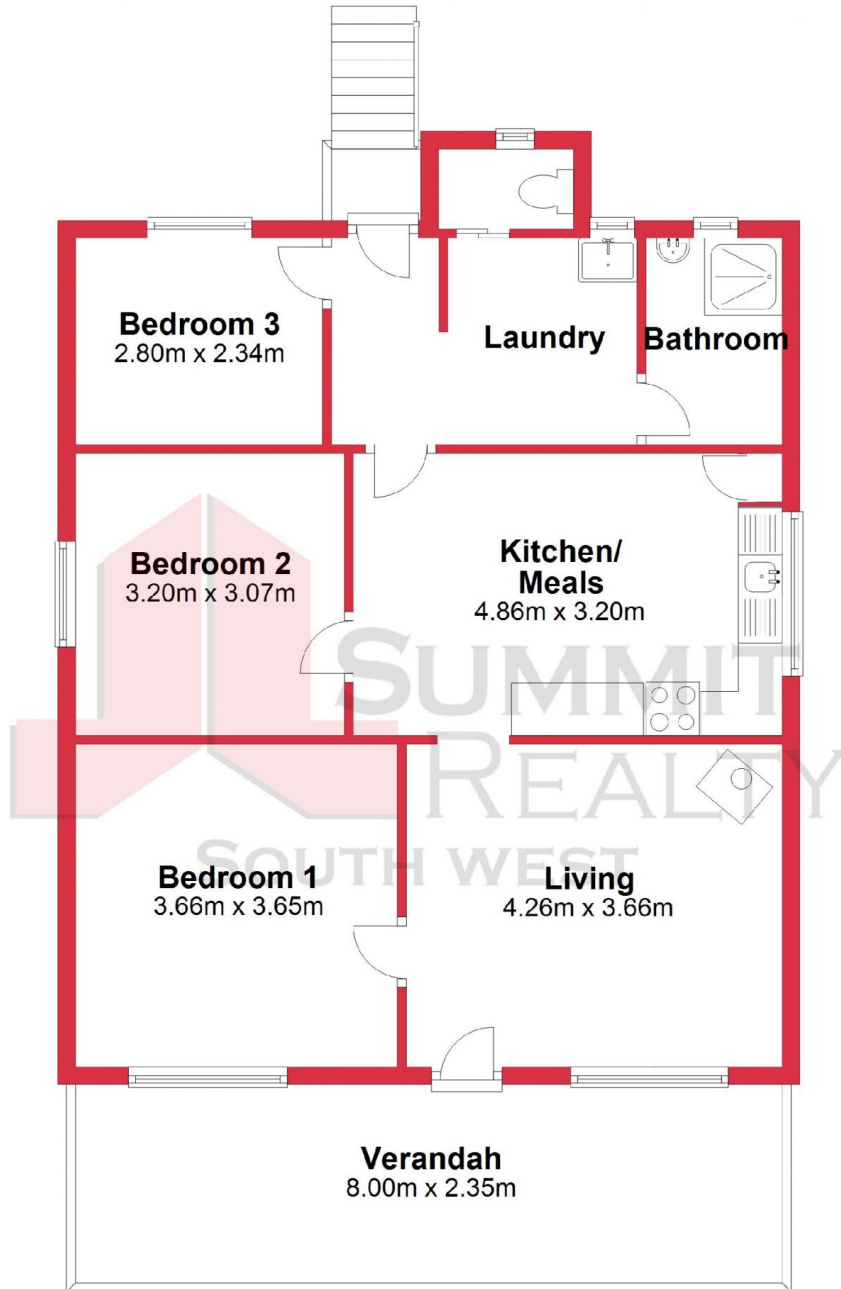 Bedroom 3
2.80m x 2.34m
Laundry
Bathroom
Bedroom 2
3.20m x 3.07m
Kitchen/
Meals
4.86m x 3.20m
SUMMIT
REALTY
SOUTH WEST
Bedroom 1
3.66m x 3.65m
Living
4.26m x 3.66m
Verandah
8.00m x 2.35m